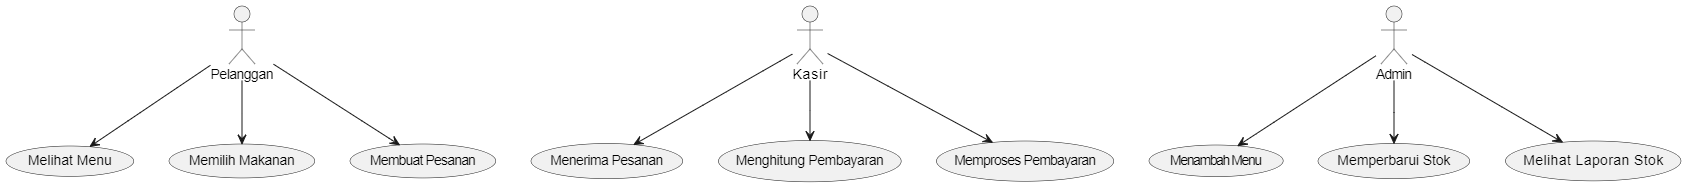 Pelanggan
Kasir
Admin
Melihat Menu
Memilih Makanan
Membuat Pesanan
Menerima Pesanan
Menghitung Pembayaran
Memproses Pembayaran
Menambah Menu
Memperbarui Stok
Melihat Laporan Stok